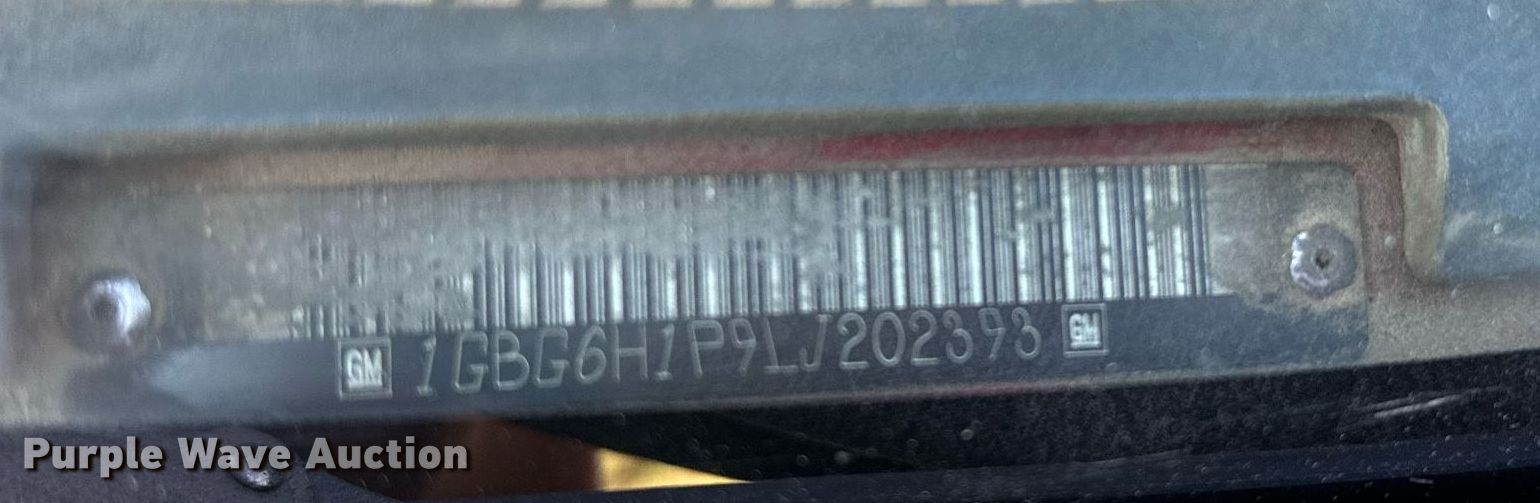 GM 1GBG6H1P9LJ202393 GM
Purple Wave Auction